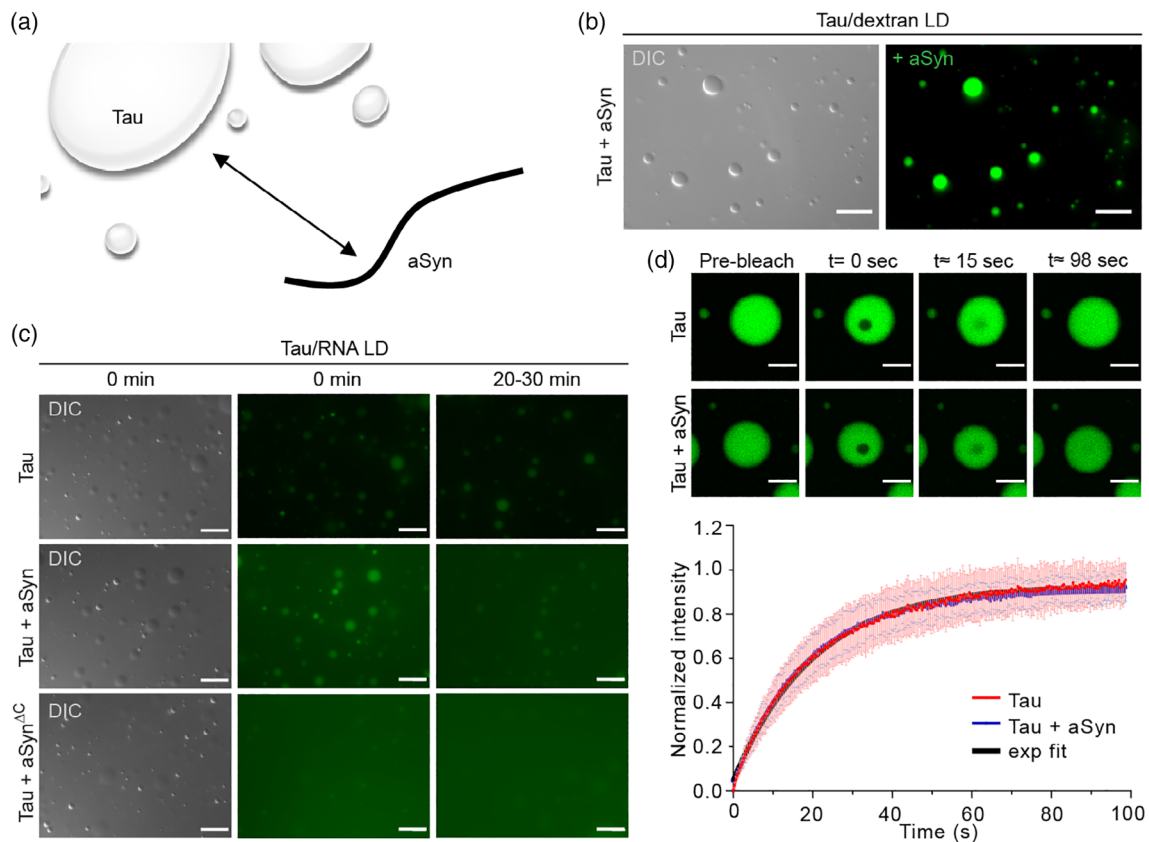 (a)
Tau
aSyn
(b)
Tau/dextran LD
Tau + aSyn
DIC
+ aSyn
(c)
Tau/RNA LD
0 min
0 min
20-30 min
Tau
DIC
Tau + aSyn
DIC
Tau + aSynΔC
DIC
(d)
Pre-bleach
t= 0 sec
t≈ 15 sec
t≈ 98 sec
Tau
Tau + aSyn
Normalized intensity
1.2
1.0
0.8
0.6
0.4
0.2
0.0
Tau
Tau + aSyn
exp fit
0
20
40
60
80
100
Time (s)